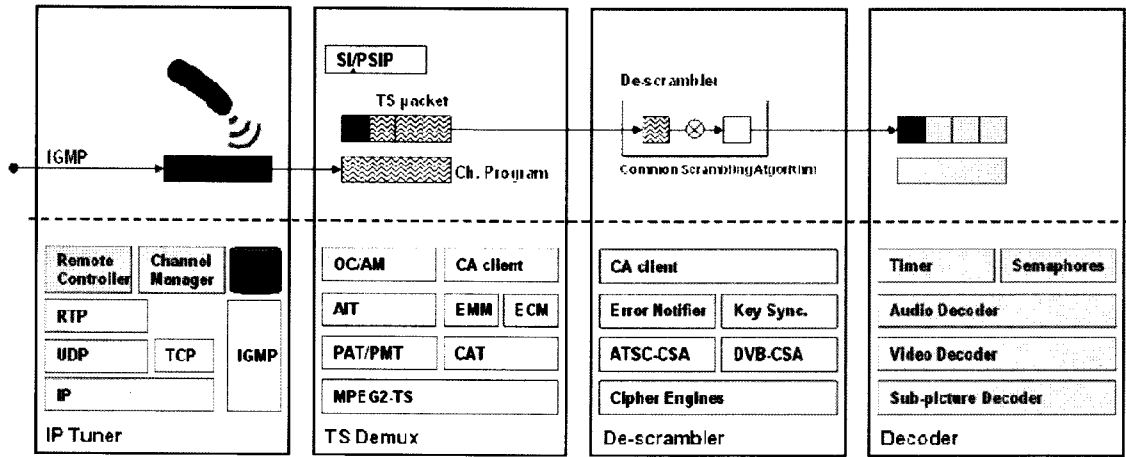 SI/PSIP
TS packet
IGMP
Ch. Program
De-scrambler
Common Scrambling Algorithm
Remote Controller
Channel Manager
RTP
UDP
TCP
IGMP
IP
IP Tuner
OC/AM
CA client
AIT
EMM
ECM
PAT/PMT
CAT
MPEG2-TS
TS Demux
CA client
Error Notifier
Key Sync.
ATSC-CSA
DVB-CSA
Cipher Engines
De-scrambler
Timer
Semaphores
Audio Decoder
Video Decoder
Sub-picture Decoder
Decoder